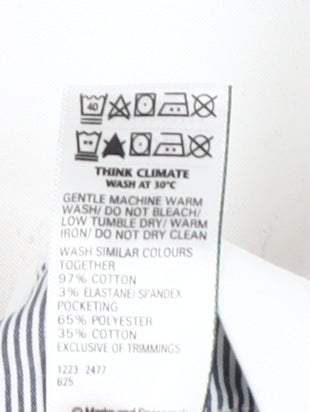 40
THINK CLIMATE
WASH AT 30°C
GENTLE MACHINE WARM
WASH/ DO NOT BLEACH/
LOW TUMBLE DRY/ WARM
IRON/ DO NOT DRY CLEAN
WASH SIMILAR COLOURS
TOGETHER
97% COTTON
3% ELASTANE/ SPANDEX
POCKETING
65% POLYESTER
35% COTTON
EXCLUSIVE OF TRIMMINGS
1223 2477
B25